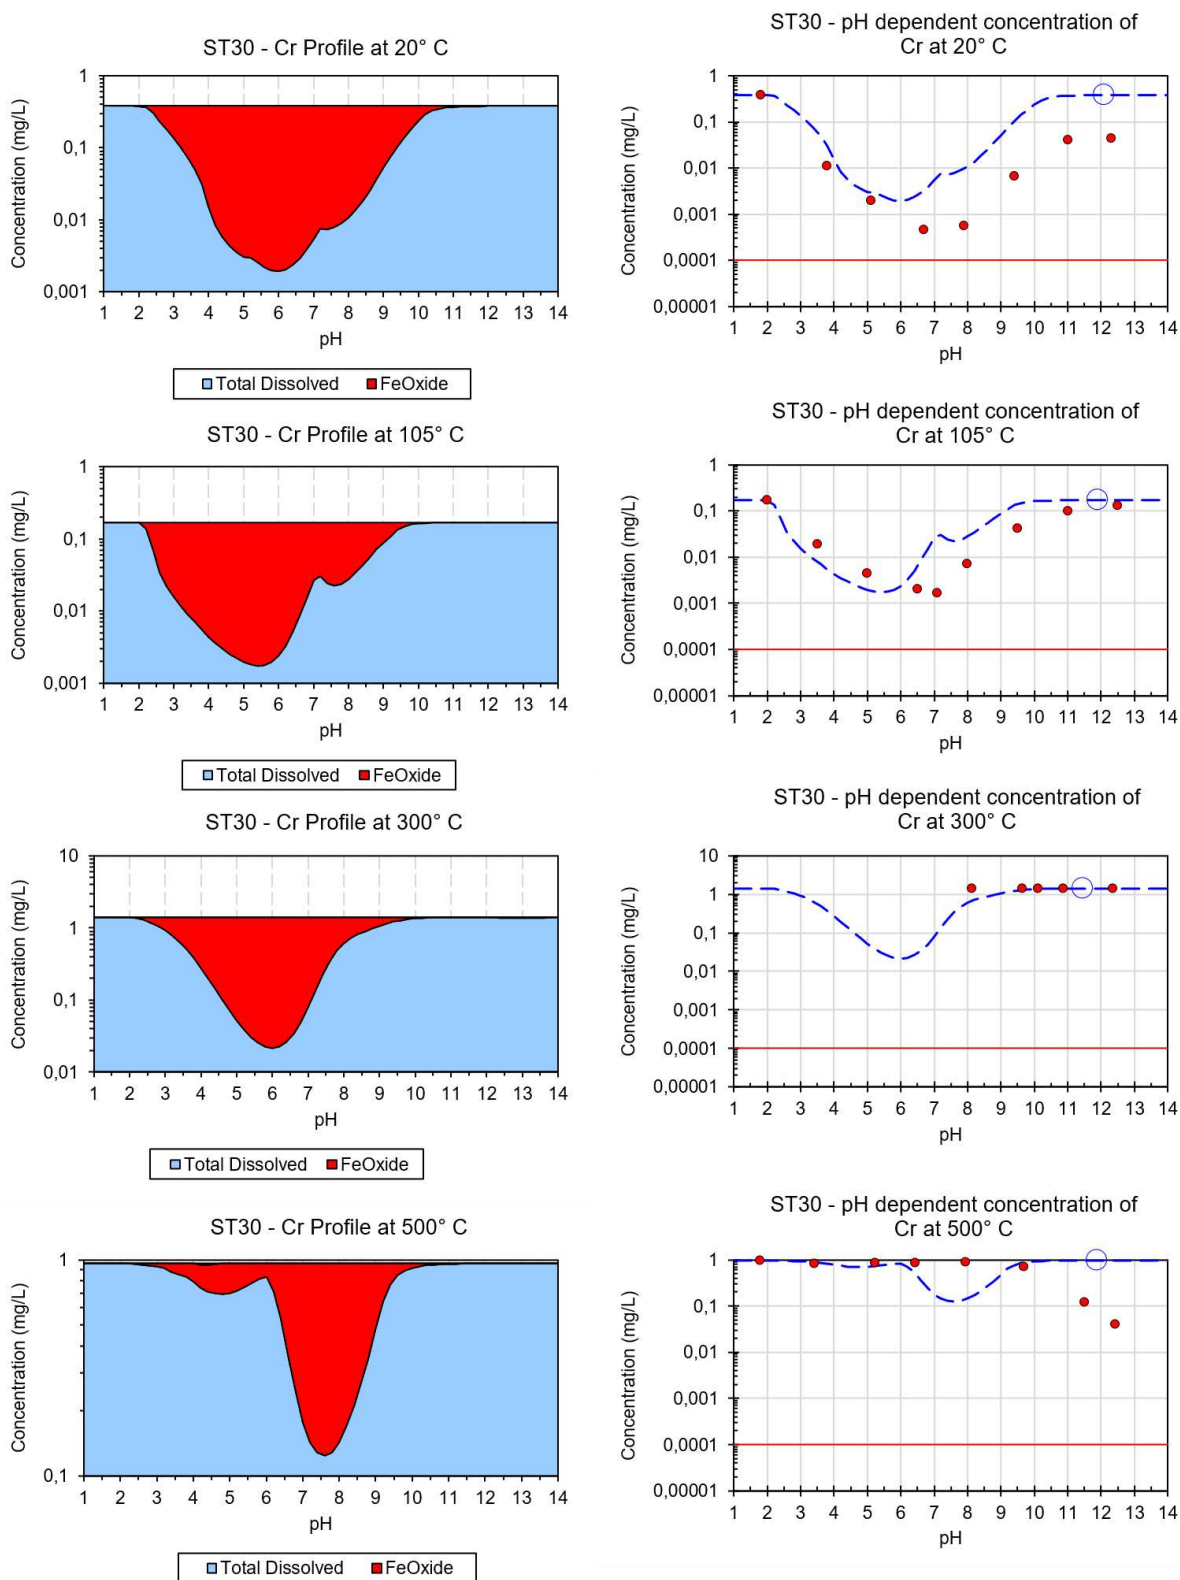 ST30 - Cr Profile at 20° C
Concentration (mg/L)
1
0,1
0,01
0,001
1 2 3 4 5 6 7 8 9 10 11 12 13 14
pH
Total Dissolved FeOxide
ST30 - pH dependent concentration of
Cr at 20° C
Concentration (mg/L)
1
0,1
0,01
0,001
0,0001
0,00001
1 2 3 4 5 6 7 8 9 10 11 12 13 14
pH
ST30 - Cr Profile at 105° C
Concentration (mg/L)
1
0,1
0,01
0,001
1 2 3 4 5 6 7 8 9 10 11 12 13 14
pH
Total Dissolved FeOxide
ST30 - pH dependent concentration of
Cr at 105° C
Concentration (mg/L)
1
0,1
0,01
0,001
0,0001
0,00001
1 2 3 4 5 6 7 8 9 10 11 12 13 14
pH
ST30 - Cr Profile at 300° C
Concentration (mg/L)
10
1
0,1
0,01
1 2 3 4 5 6 7 8 9 10 11 12 13 14
pH
Total Dissolved FeOxide
ST30 - pH dependent concentration of
Cr at 300° C
Concentration (mg/L)
10
1
0,1
0,01
0,001
0,0001
0,00001
1 2 3 4 5 6 7 8 9 10 11 12 13 14
pH
ST30 - Cr Profile at 500° C
Concentration (mg/L)
1
0,1
1 2 3 4 5 6 7 8 9 10 11 12 13 14
pH
Total Dissolved FeOxide
ST30 - pH dependent concentration of
Cr at 500° C
Concentration (mg/L)
1
0,1
0,01
0,001
0,0001
0,00001
1 2 3 4 5 6 7 8 9 10 11 12 13 14
pH